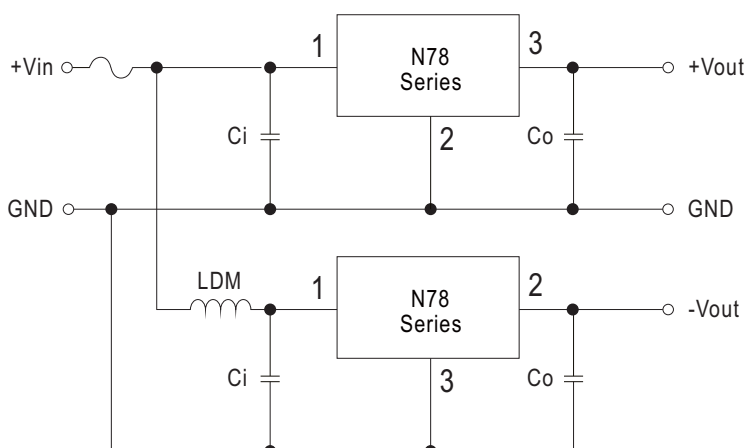 1
N78
Series
3
+Vin
+Vout
Ci
2
Co
GND
GND
LDM
1
N78
Series
2
-Vout
Ci
3
Co